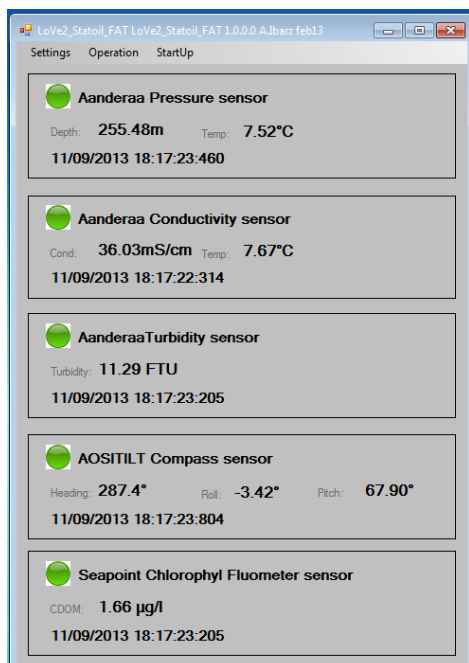 LoVe2_Statoil_FAT LoVe2_Statoil_FAT 1.0.0.0 A.Ibarz feb13
Settings Operation StartUp
Aanderaa Pressure sensor
Depth: 255.48m Temp: 7.52°C
11/09/2013 18:17:23:460
Aanderaa Conductivity sensor
Cond: 36.03mS/cm Temp: 7.67°C
11/09/2013 18:17:22:314
AanderaaTurbidity sensor
Turbidity: 11.29 FTU
11/09/2013 18:17:23:205
AOSITILT Compass sensor
Heading: 287.4° Roll: -3.42° Pitch: 67.90°
11/09/2013 18:17:23:804
Seapoint Chlorophyl Fluometer sensor
CDOM: 1.66 µg/l
11/09/2013 18:17:23:205